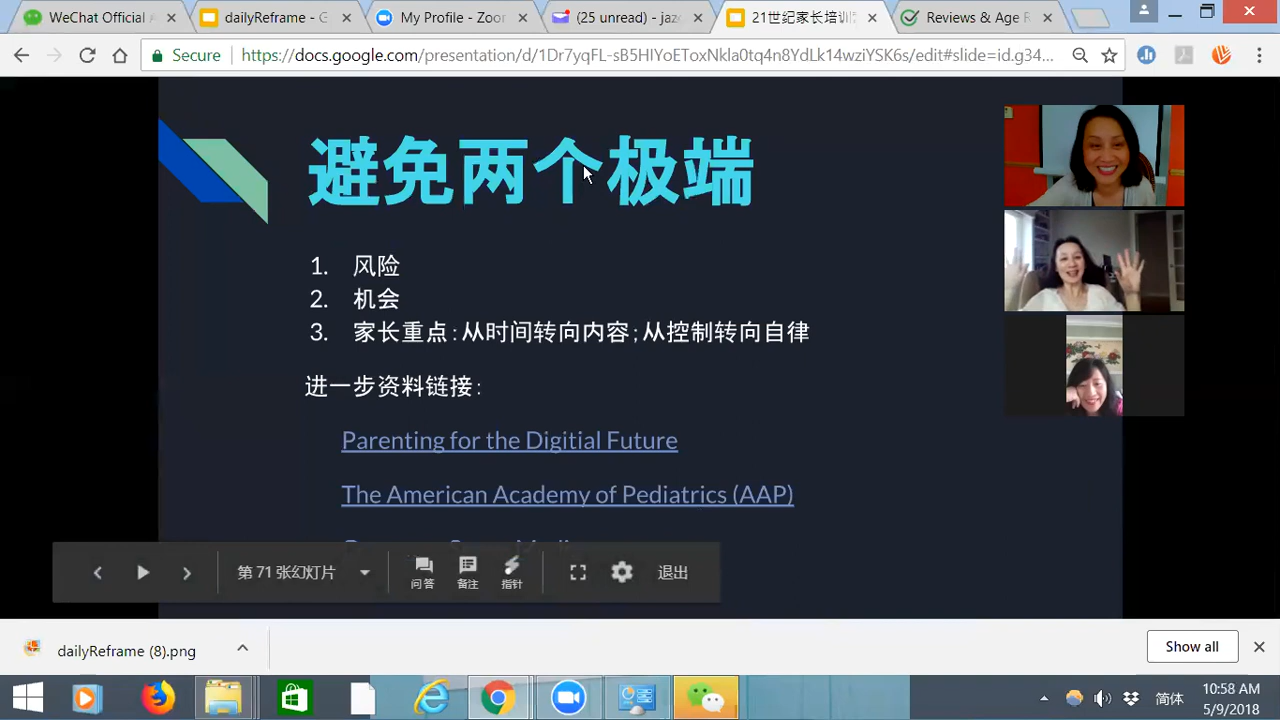 WeChat Official A
dailyReframe - G
My Profile - Zoor
(25 unread) - jaz
21世纪家长培训
Reviews & Age R
Secure
https://docs.google.com/presentation/d/1Dr7yqFL-sB5HIYoEToxNkla0tq4n8YdLk14wziYSK6s/edit#slide=id.g34...
避免两个极端
1. 风险
2. 机会
3. 家长重点:从时间转向内容;从控制转向自律
进一步资料链接:
Parenting for the Digitial Future
The American Academy of Pediatrics (AAP)
第 71 张幻灯片
问答
备注
指针
退出
dailyReframe (8).png
Show all
简体
10:58 AM
5/9/2018